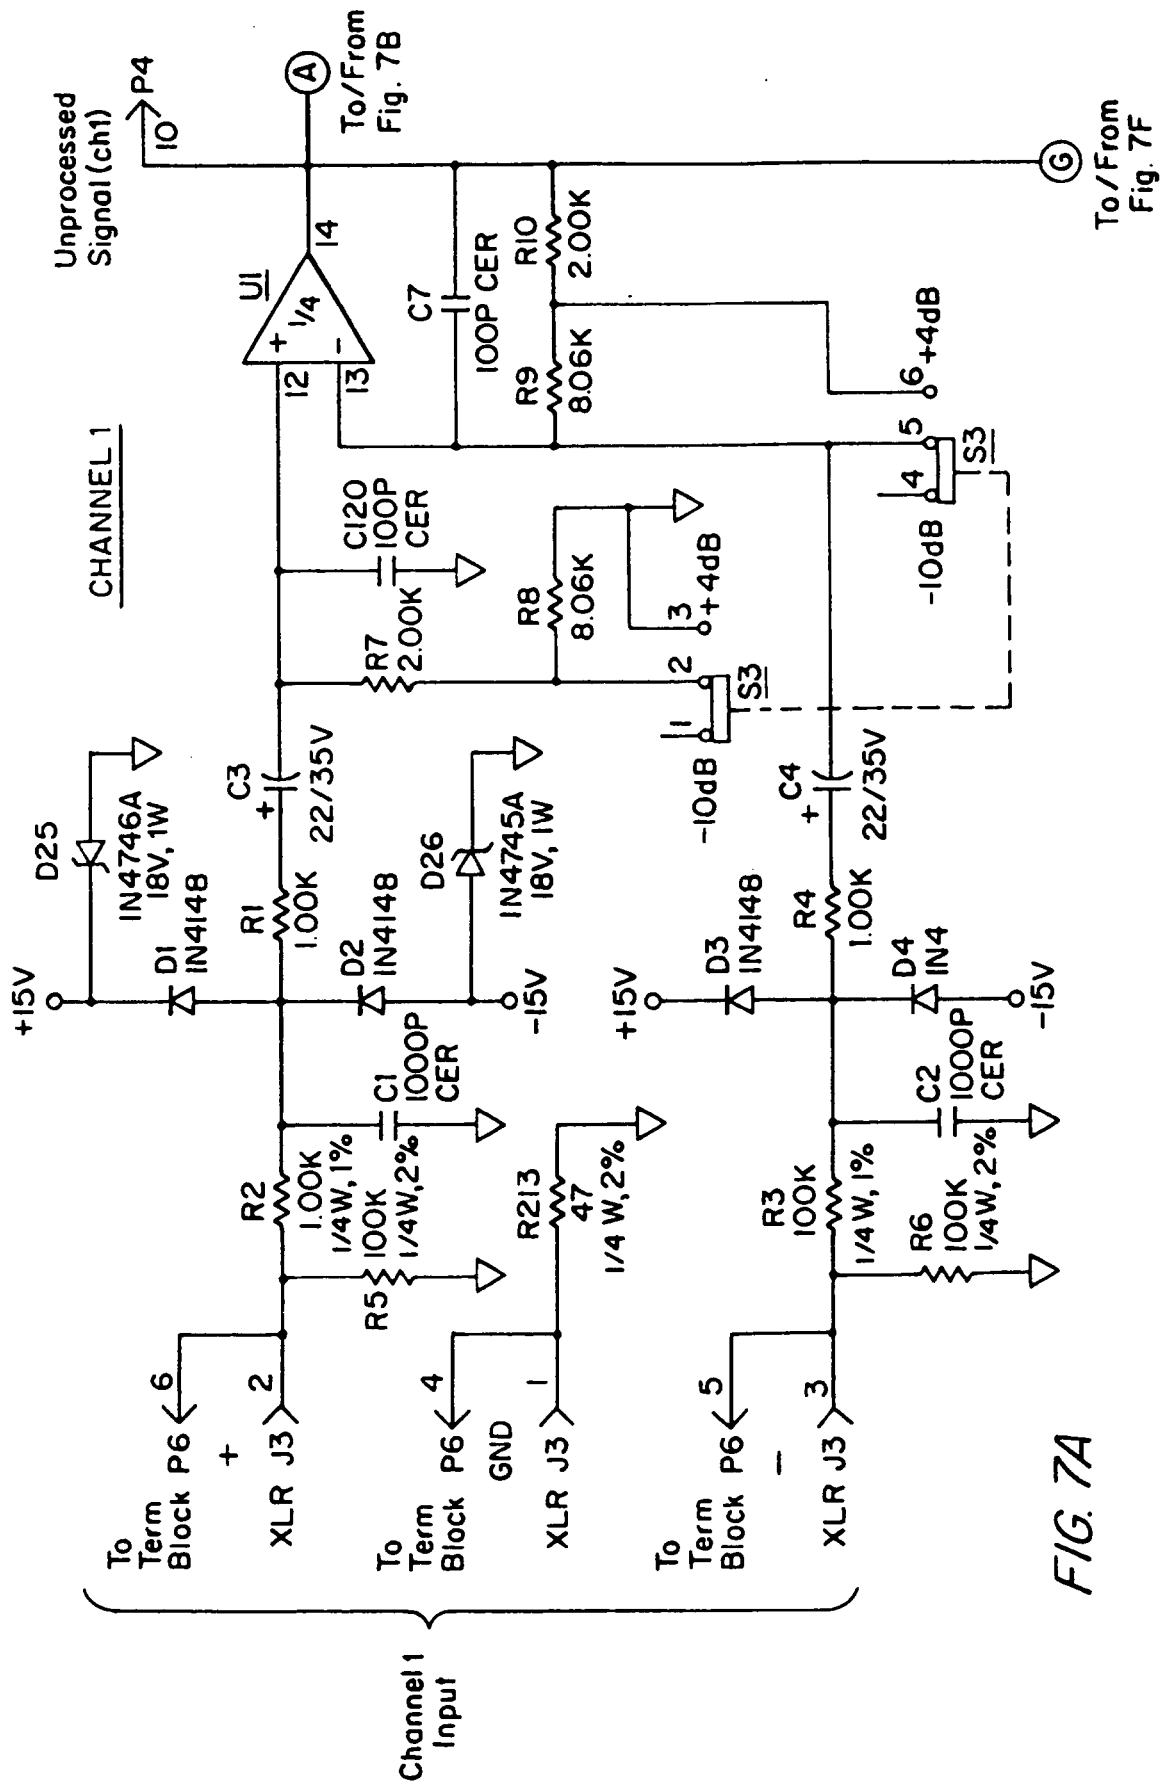 CHANNEL 1
Channel 1
Input
To
Term
Block P6
6
+
XLR J3
2
To
Term
Block P6
4
GND
XLR J3
1
To
Term
Block P6
5
−
XLR J3
3
R5
100K
1/4W, 2%
R2
1.00K
1/4W, 1%
C1
1000P
CER
R213
47
1/4W, 2%
R3
100K
1/4W, 1%
R6
100K
1/4W, 2%
C2
1000P
CER
+15V
D25
IN4746A
18V, 1W
D1
IN4148
D2
IN4148
D26
IN4745A
18V, 1W
-15V
R1
1.00K
C3
+
22/35V
+15V
D3
IN4148
D4
IN4
-15V
R4
1.00K
C4
+
22/35V
R7
2.00K
C120
100P
CER
R8
8.06K
1
2
3
-10dB
S3
+4dB
U1
+
1/4
−
12
13
14
C7
100P CER
R9
8.06K
R10
2.00K
4
5
6
-10dB
S3
+4dB
Unprocessed
Signal (ch1)
10
P4
A
To/From
Fig. 7B
G
To/From
Fig. 7F
FIG. 7A